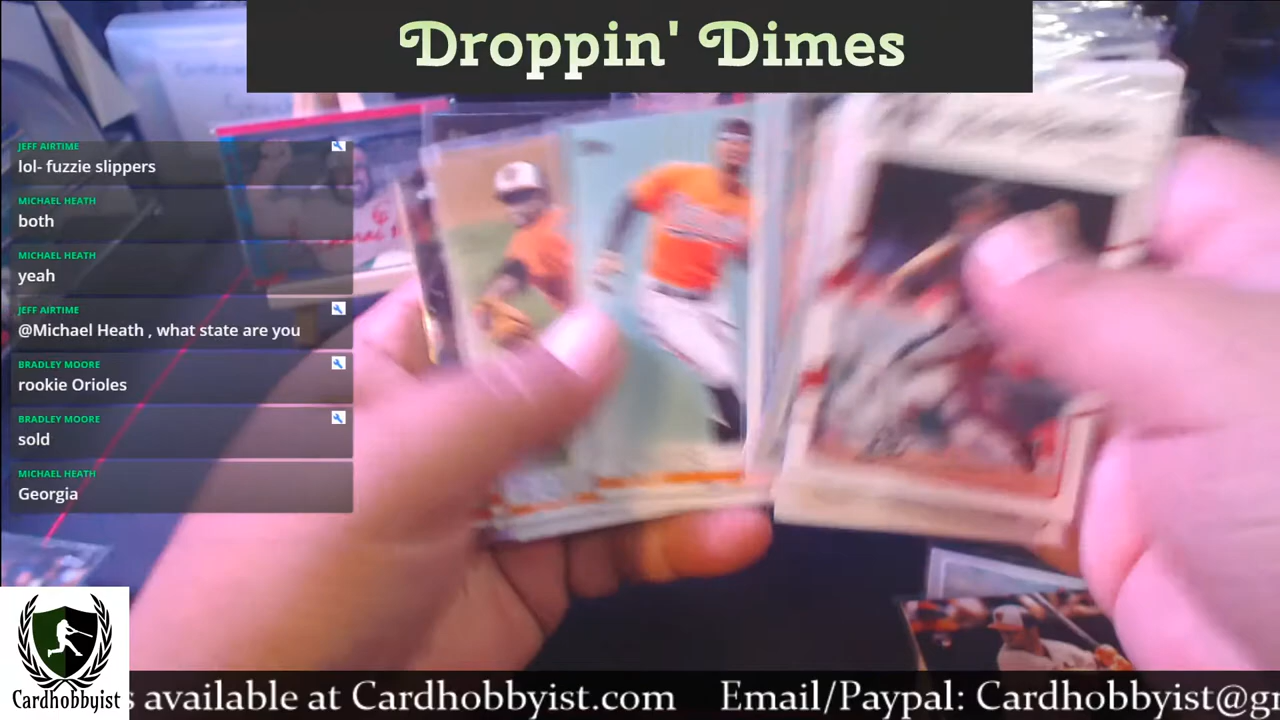 Droppin' Dimes
JEFF AIRTIME
lol- fuzzie slippers
MICHAEL HEATH
both
MICHAEL HEATH
yeah
JEFF AIRTIME
@Michael Heath , what state are you
BRADLEY MOORE
rookie Orioles
BRADLEY MOORE
sold
MICHAEL HEATH
Georgia
Cardhobbyist
s available at Cardhobbyist.com Email/Paypal: Cardhobbyist@g